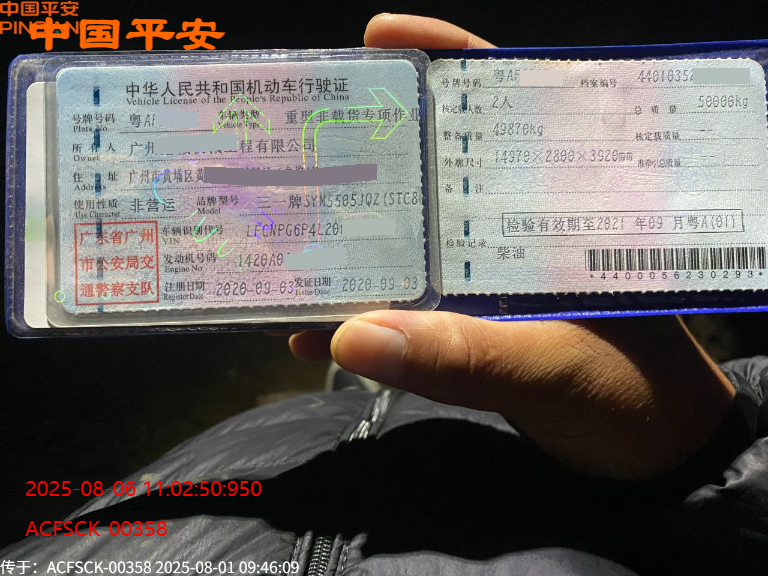 中国平安
PINGAN
中国平安
中华人民共和国机动车行驶证
Vehicle License of the People's Republic of China
号牌号码 粤A 车辆类型 重型非载货专项作业
Plate No. Vehicle Type
所有人 广州 程有限公司
Owner
住址 广州市黄埔区黄
Address
使用性质 非营运 品牌型号 三一牌SYM5505JQZ(STC8
Use Character Model
广东省广州
市公安局交
通警察支队
车辆识别代号 LFCNPG6P4L20
VIN
发动机号码 1420A0
Engine No
注册日期 2020-09-03 发证日期 2020-09-03
Register Date Issue Date
号牌号码 粤A 档案编号 44010352
核定载人数 2人 总质量 50000kg
整备质量 49870kg 核定载质量 --
外廓尺寸 14970×2800×3920mm 准牵引总质量 --
备注
检验有效期至2021年09月粤A(01)
检验记录
柴油
*4400056230293*
2025-08-06 11:02:50:950
ACFSCK-00358
传于：ACFSCK-00358 2025-08-01 09:46:09